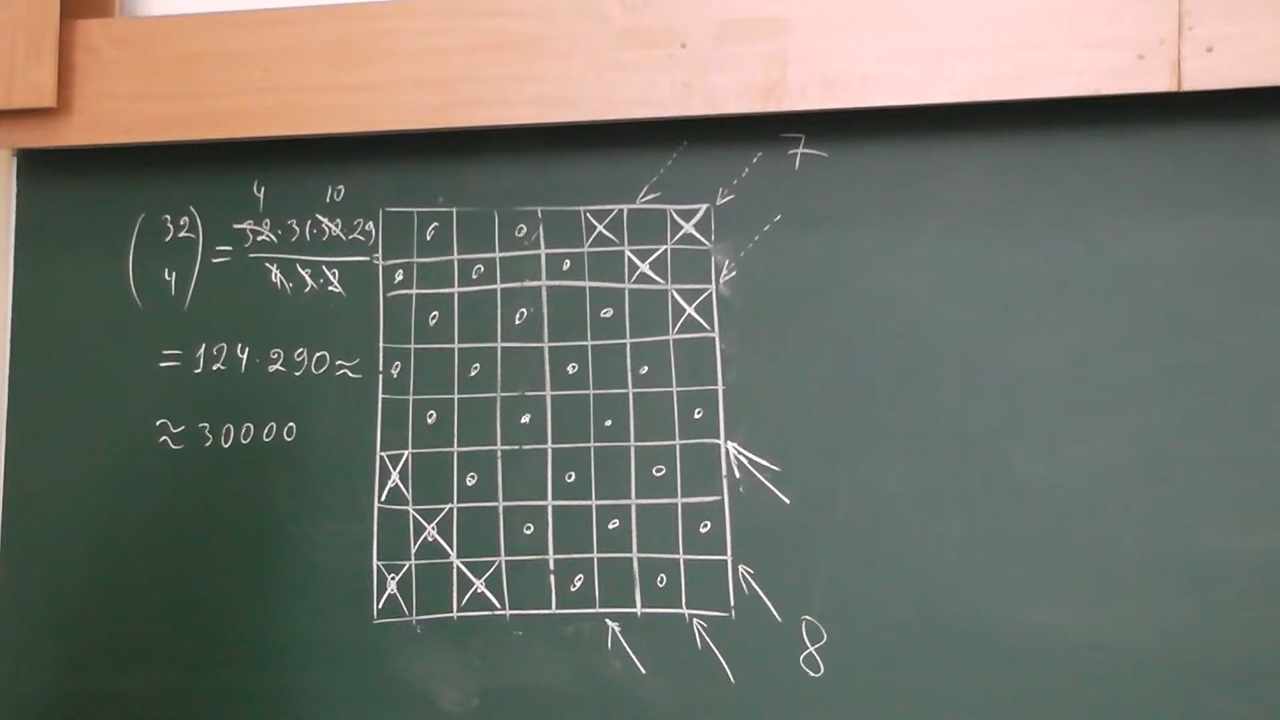 7
4 10
(32 4) = 32·31·30·29 / 4·3·2 =
= 124·290 ≈
≈ 30000
8